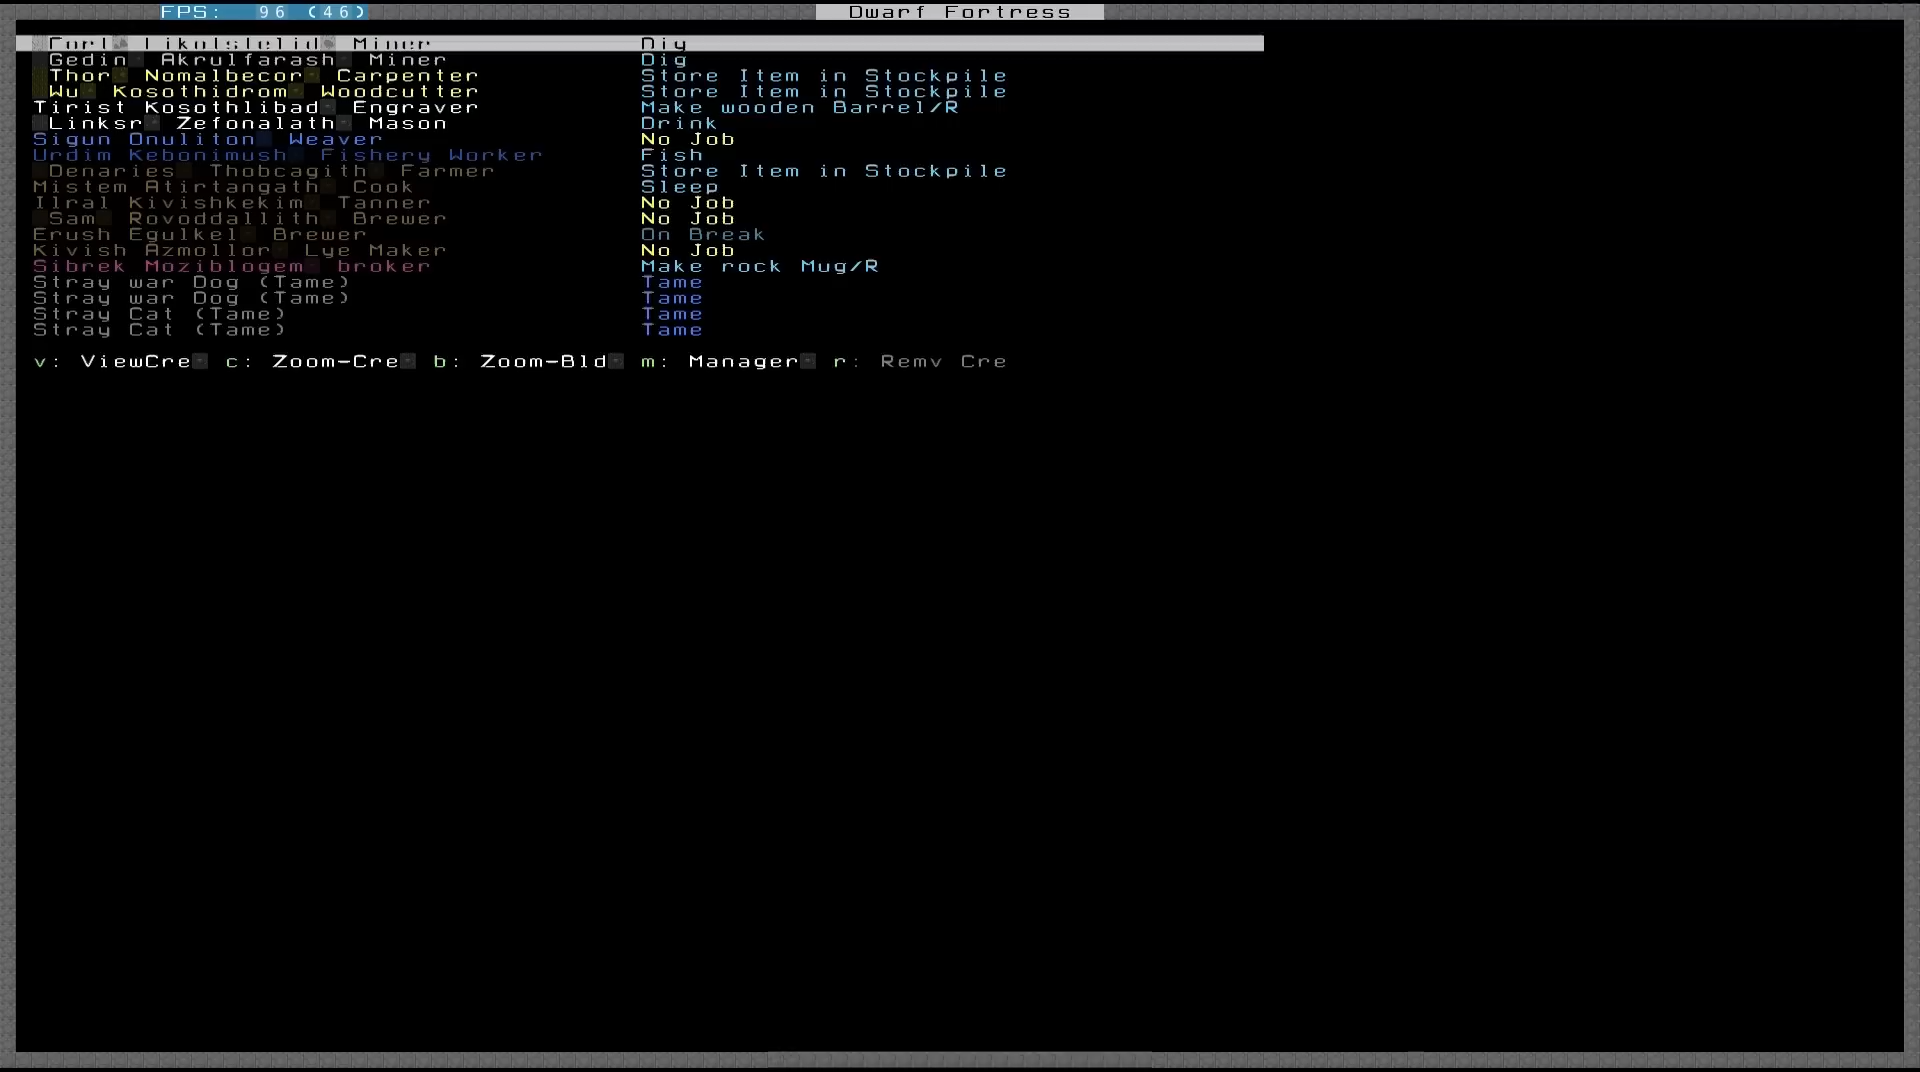 FPS: 96 (46) Dwarf Fortress
Miner Dig
Gedin Akrulfarash Miner Dig
Thor Nomalbecor Carpenter Store Item in Stockpile
Wu Kosothidrom Woodcutter Store Item in Stockpile
Tirist Kosothlibad Engraver Make wooden Barrel/R
Linksr Zefonalath Mason Drink
Sigun Onuliton Weaver No Job
Urdim Kebonimush Fishery Worker Fish
Denaries Thobcagith Farmer Store Item in Stockpile
Mistem Atirtangath Cook Sleep
Ilral Kivishkekim Tanner No Job
Sam Rovoddallith Brewer No Job
Erush Egulkel Brewer On Break
Kivish Azmollor Lye Maker No Job
Sibrek Moziblogem broker Make rock Mug/R
Stray war Dog (Tame) Tame
Stray war Dog (Tame) Tame
Stray Cat (Tame) Tame
Stray Cat (Tame) Tame
v: ViewCre c: Zoom-Cre b: Zoom-Bld m: Manager r: Remv Cre